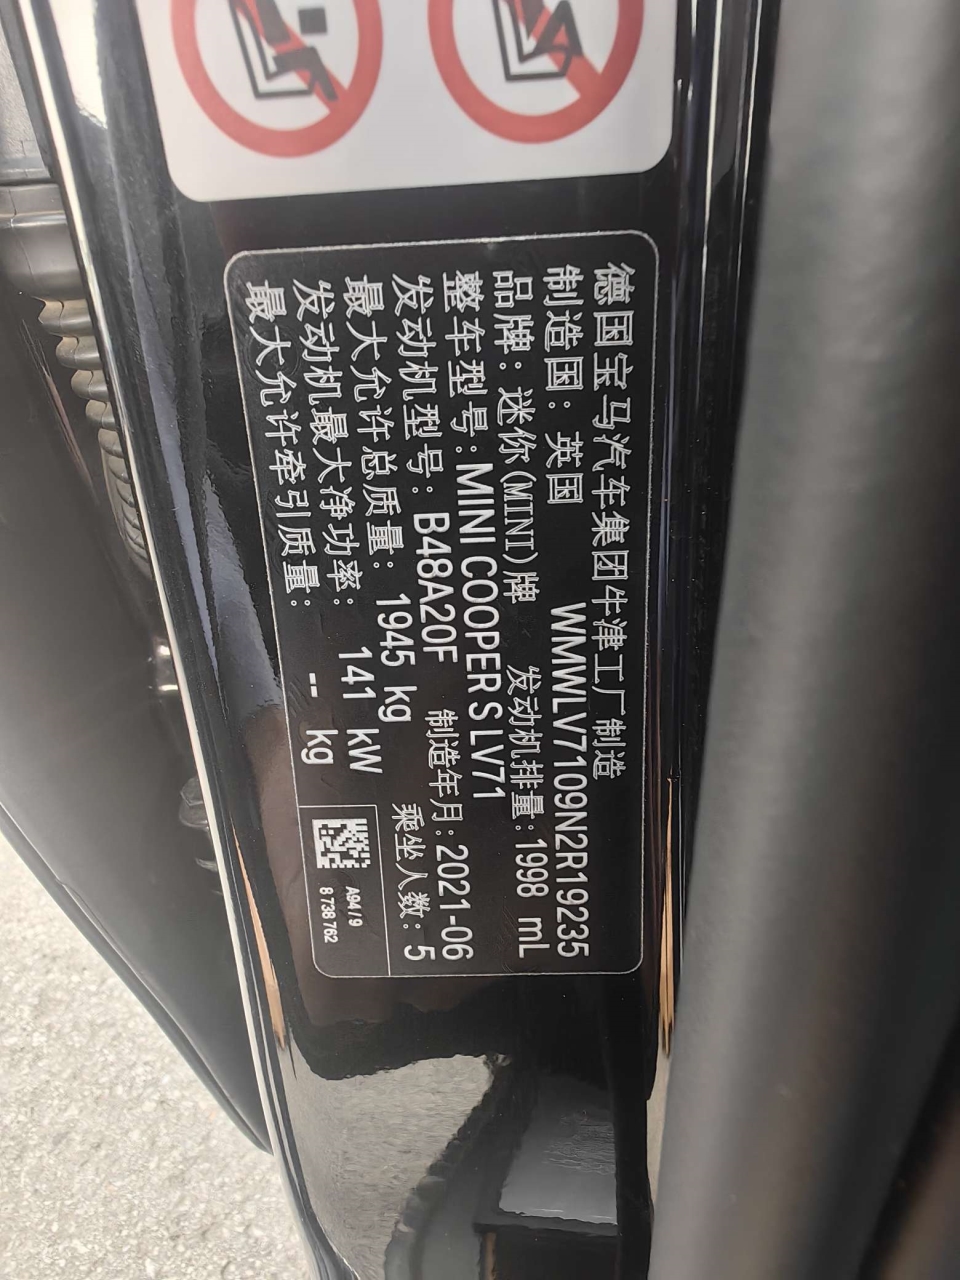 德国宝马汽车集团牛津工厂制造
制造国：英国 WMWLV7109N2R19235
品牌：迷你(MINI)牌 发动机排量：1998 mL
整车型号：MINI COOPER S LV71
发动机型号：B48A20F 制造年月：2021-06
最大允许总质量：1945 kg 乘坐人数：5
发动机最大净功率：141 kW
最大允许牵引质量：-- kg
A94/9
8 738 762